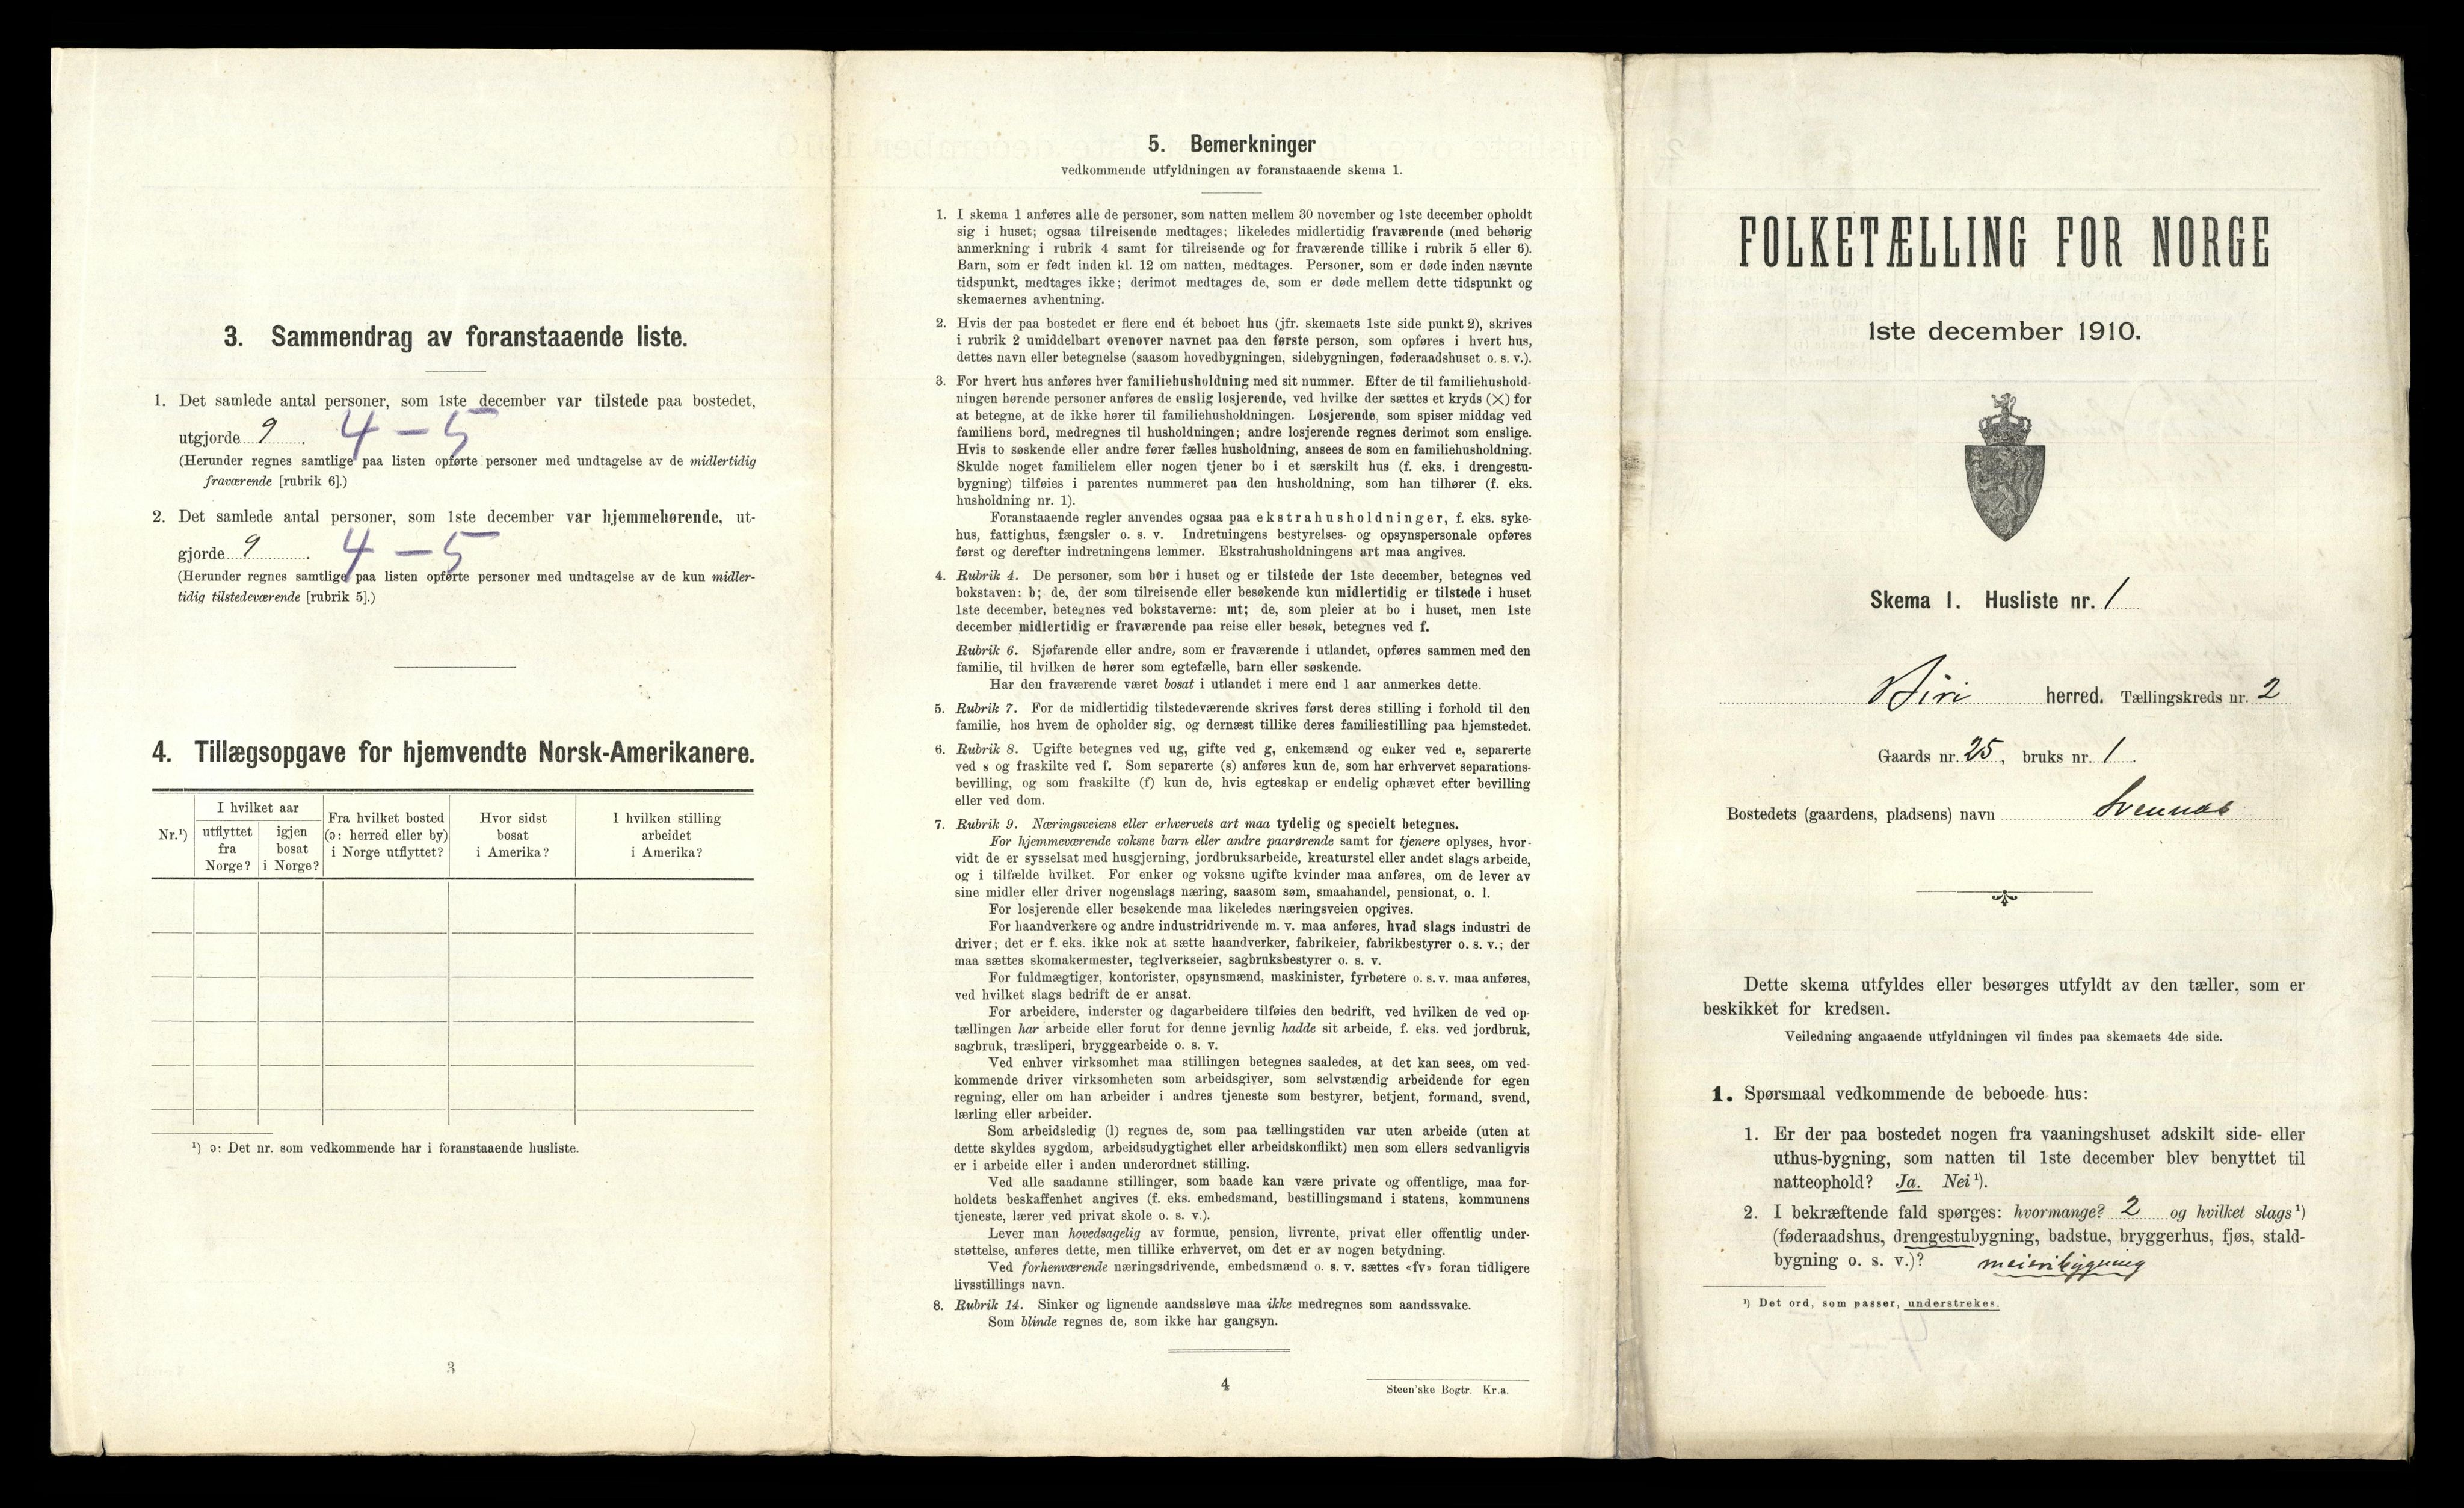 3. Sammendrag av foranstaaende liste.
1. Det samlede antal personer, som 1ste december var tilstede paa bostedet,
utgjorde 9. 4 – 5
(Herunder regnes samtlige paa listen opførte personer med undtagelse av de midlertidig
fraværende [rubrik 6].)
2. Det samlede antal personer, som 1ste december var hjemmehørende, ut-
gjorde 9. 4 – 5
(Herunder regnes samtlige paa listen opførte personer med undtagelse av de kun midler-
tidig tilstedeværende [rubrik 5].)
4. Tillægsopgave for hjemvendte Norsk-Amerikanere.
Nr.¹)
I hvilket aar
utflyttet
fra
Norge?
igjen
bosat
i Norge?
Fra hvilket bosted
(ɔ: herred eller by)
i Norge utflyttet?
Hvor sidst
bosat
i Amerika?
I hvilken stilling
arbeidet
i Amerika?
¹) ɔ: Det nr. som vedkommende har i foranstaaende husliste.
3
5. Bemerkninger
vedkommende utfyldningen av foranstaaende skema 1.
1. I skema 1 anføres alle de personer, som natten mellem 30 november og 1ste december opholdt
sig i huset; ogsaa tilreisende medtages; likeledes midlertidig fraværende (med behørig
anmerkning i rubrik 4 samt for tilreisende og for fraværende tillike i rubrik 5 eller 6).
Barn, som er født inden kl. 12 om natten, medtages. Personer, som er døde inden nævnte
tidspunkt, medtages ikke; derimot medtages de, som er døde mellem dette tidspunkt og
skemaernes avhentning.
2. Hvis der paa bostedet er flere end ét beboet hus (jfr. skemaets 1ste side punkt 2), skrives
i rubrik 2 umiddelbart ovenover navnet paa den første person, som opføres i hvert hus,
dettes navn eller betegnelse (saasom hovedbygningen, sidebygningen, føderaadshuset o. s. v.).
3. For hvert hus anføres hver familiehusholdning med sit nummer. Efter de til familiehushold-
ningen hørende personer anføres de enslig losjerende, ved hvilke der sættes et kryds (×) for
at betegne, at de ikke hører til familiehusholdningen. Losjerende, som spiser middag ved
familiens bord, medregnes til husholdningen; andre losjerende regnes derimot som enslige.
Hvis to søskende eller andre fører fælles husholdning, ansees de som en familiehusholdning.
Skulde noget familielem eller nogen tjener bo i et særskilt hus (f. eks. i drengestu-
bygning) tilføies i parentes nummeret paa den husholdning, som han tilhører (f. eks.
husholdning nr. 1).
Foranstaaende regler anvendes ogsaa paa ekstrahusholdninger, f. eks. syke-
hus, fattighus, fængsler o. s. v. Indretningens bestyrelses- og opsynspersonale opføres
først og derefter indretningens lemmer. Ekstrahusholdningens art maa angives.
4. Rubrik 4. De personer, som bor i huset og er tilstede der 1ste december, betegnes ved
bokstaven: b; de, der som tilreisende eller besøkende kun midlertidig er tilstede i huset
1ste december, betegnes ved bokstaverne: mt; de, som pleier at bo i huset, men 1ste
december midlertidig er fraværende paa reise eller besøk, betegnes ved f.
Rubrik 6. Sjøfarende eller andre, som er fraværende i utlandet, opføres sammen med den
familie, til hvilken de hører som egtefælle, barn eller søskende.
Har den fraværende været bosat i utlandet i mere end 1 aar anmerkes dette.
5. Rubrik 7. For de midlertidig tilstedeværende skrives først deres stilling i forhold til den
familie, hos hvem de opholder sig, og dernæst tillike deres familiestilling paa hjemstedet.
6. Rubrik 8. Ugifte betegnes ved ug, gifte ved g, enkemænd og enker ved e, separerte
ved s og fraskilte ved f. Som separerte (s) anføres kun de, som har erhvervet separations-
bevilling, og som fraskilte (f) kun de, hvis egteskap er endelig ophævet efter bevilling
eller ved dom.
7. Rubrik 9. Næringsveiens eller erhvervets art maa tydelig og specielt betegnes.
For hjemmeværende voksne barn eller andre paarørende samt for tjenere oplyses, hvor-
vidt de er sysselsat med husgjerning, jordbruksarbeide, kreaturstel eller andet slags arbeide,
og i tilfælde hvilket. For enker og voksne ugifte kvinder maa anføres, om de lever av
sine midler eller driver nogenslags næring, saasom søm, smaahandel, pensionat, o. l.
For losjerende eller besøkende maa likeledes næringsveien opgives.
For haandverkere og andre industridrivende m. v. maa anføres, hvad slags industri de
driver; det er f. eks. ikke nok at sætte haandverker, fabrikeier, fabrikbestyrer o. s. v.; der
maa sættes skomakermester, teglverkseier, sagbruksbestyrer o. s. v.
For fuldmægtiger, kontorister, opsynsmænd, maskinister, fyrbøtere o. s. v. maa anføres,
ved hvilket slags bedrift de er ansat.
For arbeidere, inderster og dagarbeidere tilføies den bedrift, ved hvilken de ved op-
tællingen har arbeide eller forut for denne jevnlig hadde sit arbeide, f. eks. ved jordbruk,
sagbruk, træsliperi, bryggearbeide o. s. v.
Ved enhver virksomhet maa stillingen betegnes saaledes, at det kan sees, om ved-
kommende driver virksomheten som arbeidsgiver, som selvstændig arbeidende for egen
regning, eller om han arbeider i andres tjeneste som bestyrer, betjent, formand, svend,
lærling eller arbeider.
Som arbeidsledig (l) regnes de, som paa tællingstiden var uten arbeide (uten at
dette skyldes sygdom, arbeidsudygtighet eller arbeidskonflikt) men som ellers sedvanligvis
er i arbeide eller i anden underordnet stilling.
Ved alle saadanne stillinger, som baade kan være private og offentlige, maa for-
holdets beskaffenhet angives (f. eks. embedsmand, bestillingsmand i statens, kommunens
tjeneste, lærer ved privat skole o. s. v.).
Lever man hovedsagelig av formue, pension, livrente, privat eller offentlig under-
støttelse, anføres dette, men tillike erhvervet, om det er av nogen betydning.
Ved forhenværende næringsdrivende, embedsmænd o. s. v. sættes «fv» foran tidligere
livsstillings navn.
8. Rubrik 14. Sinker og lignende aandssløve maa ikke medregnes som aandssvake.
Som blinde regnes de, som ikke har gangsyn.
4
Steen'ske Bogtr. Kr.a.
FOLKETÆLLING FOR NORGE
1ste december 1910.
Skema 1. Husliste nr. 1
Biri herred. Tællingskreds nr. 2
Gaards nr. 25, bruks nr. 1.
Bostedets (gaardens, pladsens) navn Svennas
Dette skema utfyldes eller besørges utfyldt av den tæller, som er
beskikket for kredsen.
Veiledning angaaende utfyldningen vil findes paa skemaets 4de side.
1. Spørsmaal vedkommende de beboede hus:
1. Er der paa bostedet nogen fra vaaningshuset adskilt side- eller
uthus-bygning, som natten til 1ste december blev benyttet til
natteophold? Ja. Nei¹).
2. I bekræftende fald spørges: hvormange? 2 og hvilket slags¹)
(føderaadshus, drengestubygning, badstue, bryggerhus, fjøs, stald-
bygning o. s. v.)? meieribygning
¹) Det ord, som passer, understrekes.